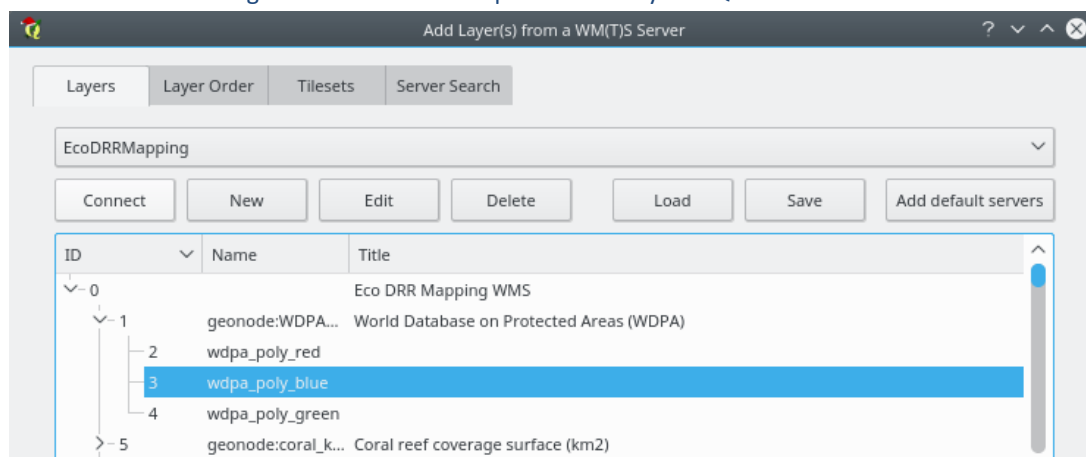 Add Layer(s) from a WM(T)S Server
?
Layers Layer Order Tilesets Server Search
EcoDRRMapping
Connect New Edit Delete Load Save Add default servers
ID Name Title
0 Eco DRR Mapping WMS
1 geonode:WDPA... World Database on Protected Areas (WDPA)
2 wdpa_poly_red
3 wdpa_poly_blue
4 wdpa_poly_green
5 geonode:coral_k... Coral reef coverage surface (km2)